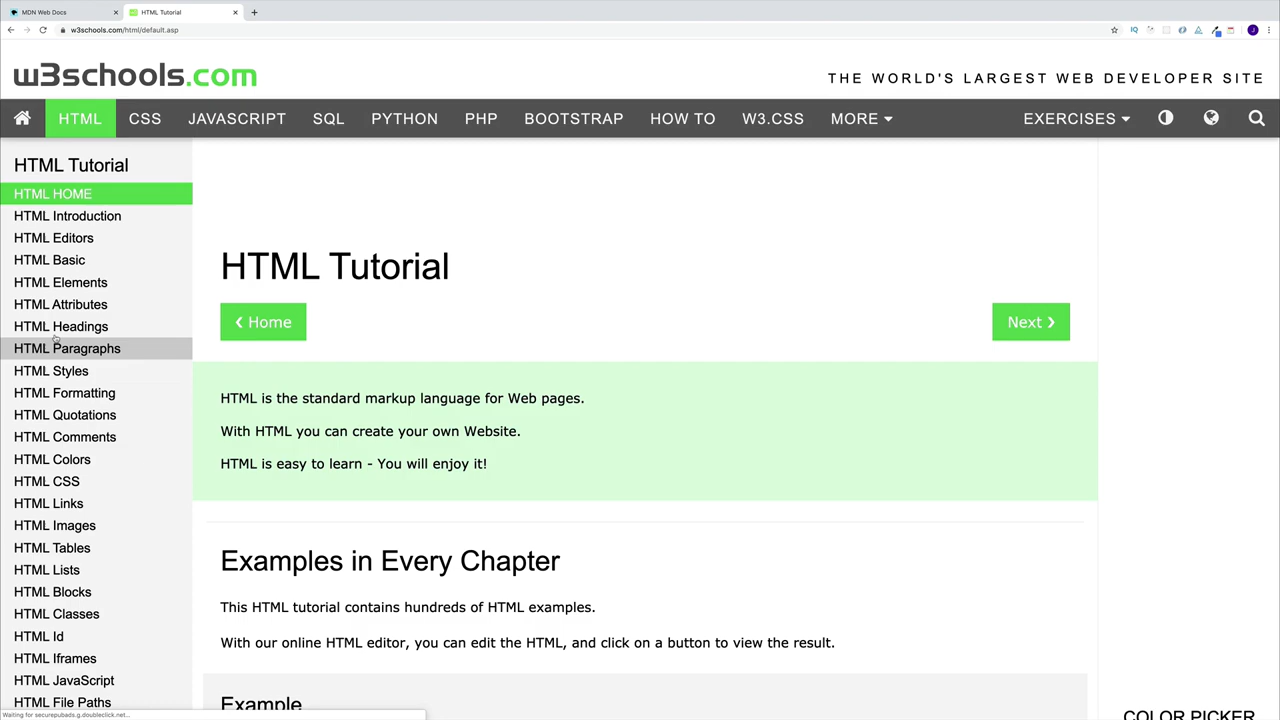 MDN Web Docs
HTML Tutorial
w3schools.com/html/default.asp
w3schools.com
THE WORLD'S LARGEST WEB DEVELOPER SITE
HTML CSS JAVASCRIPT SQL PYTHON PHP BOOTSTRAP HOW TO W3.CSS MORE EXERCISES
HTML Tutorial
HTML HOME
HTML Introduction
HTML Editors
HTML Basic
HTML Elements
HTML Attributes
HTML Headings
HTML Paragraphs
HTML Styles
HTML Formatting
HTML Quotations
HTML Comments
HTML Colors
HTML CSS
HTML Links
HTML Images
HTML Tables
HTML Lists
HTML Blocks
HTML Classes
HTML Id
HTML Iframes
HTML JavaScript
HTML File Paths
HTML Tutorial
❮ Home
Next ❯
HTML is the standard markup language for Web pages.
With HTML you can create your own Website.
HTML is easy to learn - You will enjoy it!
Examples in Every Chapter
This HTML tutorial contains hundreds of HTML examples.
With our online HTML editor, you can edit the HTML, and click on a button to view the result.
Example
COLOR PICKER
Waiting for securepubads.g.doubleclick.net...